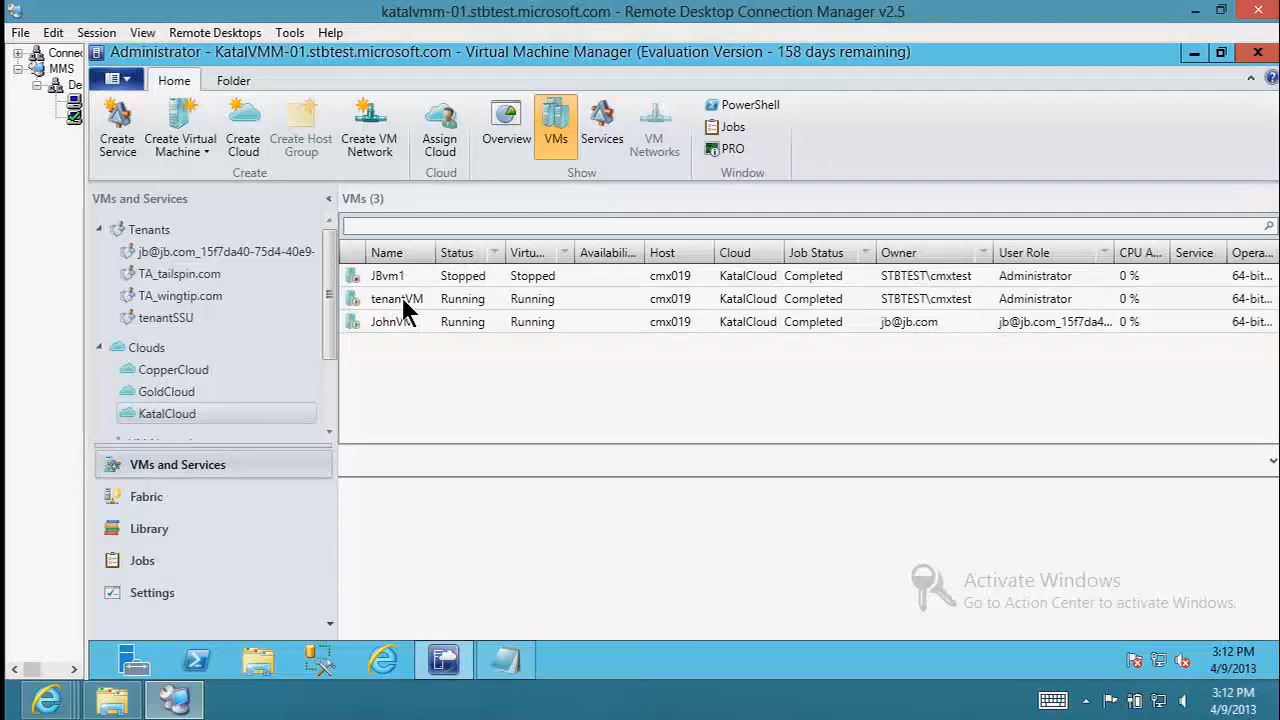 katalvmm-01.stbtest.microsoft.com - Remote Desktop Connection Manager v2.5
File Edit Session View Remote Desktops Tools Help
Connec
MMS
De
Administrator - KatalVMM-01.stbtest.microsoft.com - Virtual Machine Manager (Evaluation Version - 158 days remaining)
Home Folder
Create Service
Create Virtual Machine
Create Cloud
Create Host Group
Create VM Network
Assign Cloud
Overview
VMs
Services
VM Networks
PowerShell
Jobs
PRO
Create Cloud Show Window
VMs and Services
Tenants
jb@jb.com_15f7da40-75d4-40e9-
TA_tailspin.com
TA_wingtip.com
tenantSSU
Clouds
CopperCloud
GoldCloud
KatalCloud
VMs and Services
Fabric
Library
Jobs
Settings
VMs (3)
Name Status Virtu... Availabili... Host Cloud Job Status Owner User Role CPU A... Service Opera...
JBvm1 Stopped Stopped cmx019 KatalCloud Completed STBTEST\cmxtest Administrator 0 % 64-bit...
tenantVM Running Running cmx019 KatalCloud Completed STBTEST\cmxtest Administrator 0 % 64-bit...
JohnVM Running Running cmx019 KatalCloud Completed jb@jb.com jb@jb.com_15f7da4... 0 % 64-bit...
Activate Windows
Go to Action Center to activate Windows.
3:12 PM
4/9/2013
3:12 PM
4/9/2013